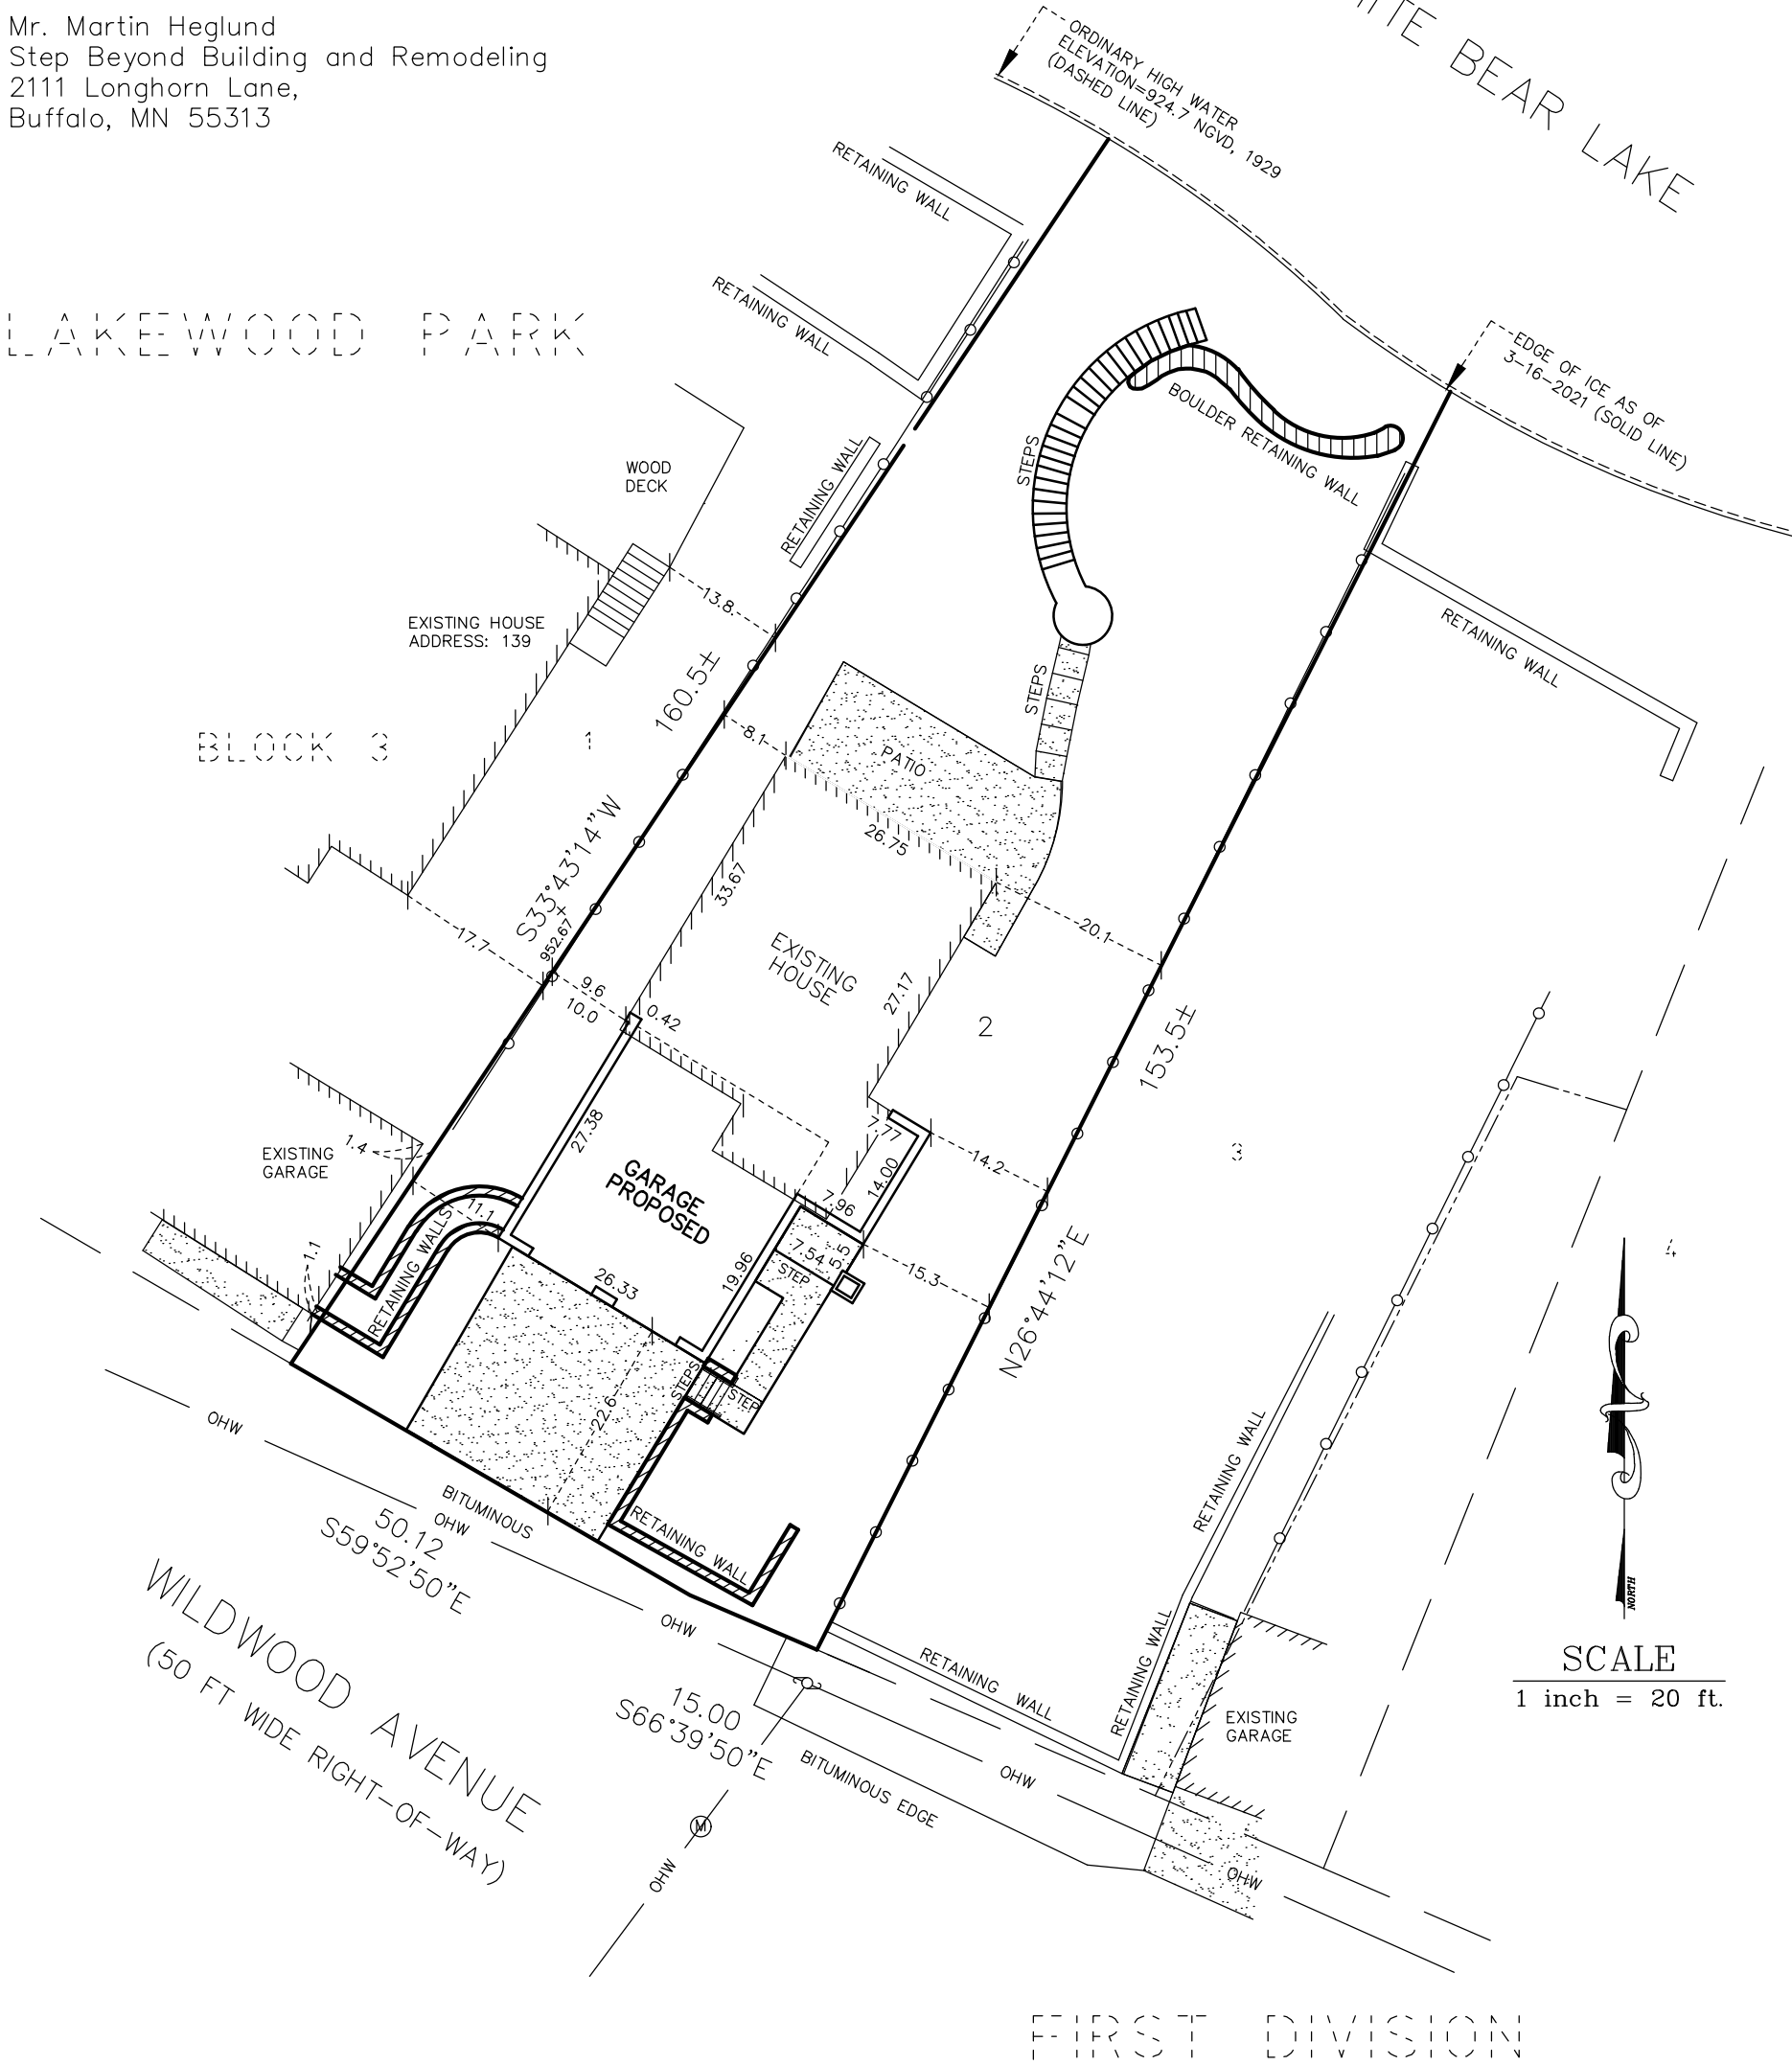 Mr. Martin Heglund
Step Beyond Building and Remodeling
2111 Longhorn Lane,
Buffalo, MN 55313
BEAR LAKE
ORDINARY HIGH WATER
ELEVATION=924.7 NGVD, 1929
(DASHED LINE)
RETAINING WALL
RETAINING WALL
LAKEWOOD PARK
EDGE OF ICE AS OF
3-16-2021 (SOLID LINE)
BOULDER RETAINING WALL
STEPS
RETAINING WALL
WOOD
DECK
13.8
EXISTING HOUSE
ADDRESS: 139
RETAINING WALL
STEPS
160.5±
8.1
PATIO
BLOCK 3
1
26.75
33.67
S33°43'14"W
952.67
17.7
20.1
EXISTING
HOUSE
27.17
9.6
10.0
0.42
2
153.5±
27.38
7.77
14.00
14.2
3
1.4
EXISTING
GARAGE
GARAGE
PROPOSED
7.96
11.1
RETAINING WALLS
1.1
7.54
5.5
STEP
19.96
15.3
26.33
N26°44'12"E
4
STEPS
STEP
22.6
OHW
BITUMINOUS
OHW
50.12
S59°52'50"E
RETAINING WALL
RETAINING WALL
NORTH
SCALE
1 inch = 20 ft.
WILDWOOD AVENUE
(50 FT WIDE RIGHT-OF-WAY)
OHW
RETAINING WALL
RETAINING WALL
15.00
S66°39'50"E
EXISTING
GARAGE
BITUMINOUS EDGE
OHW
M
OHW
OHW
FIRST DIVISION